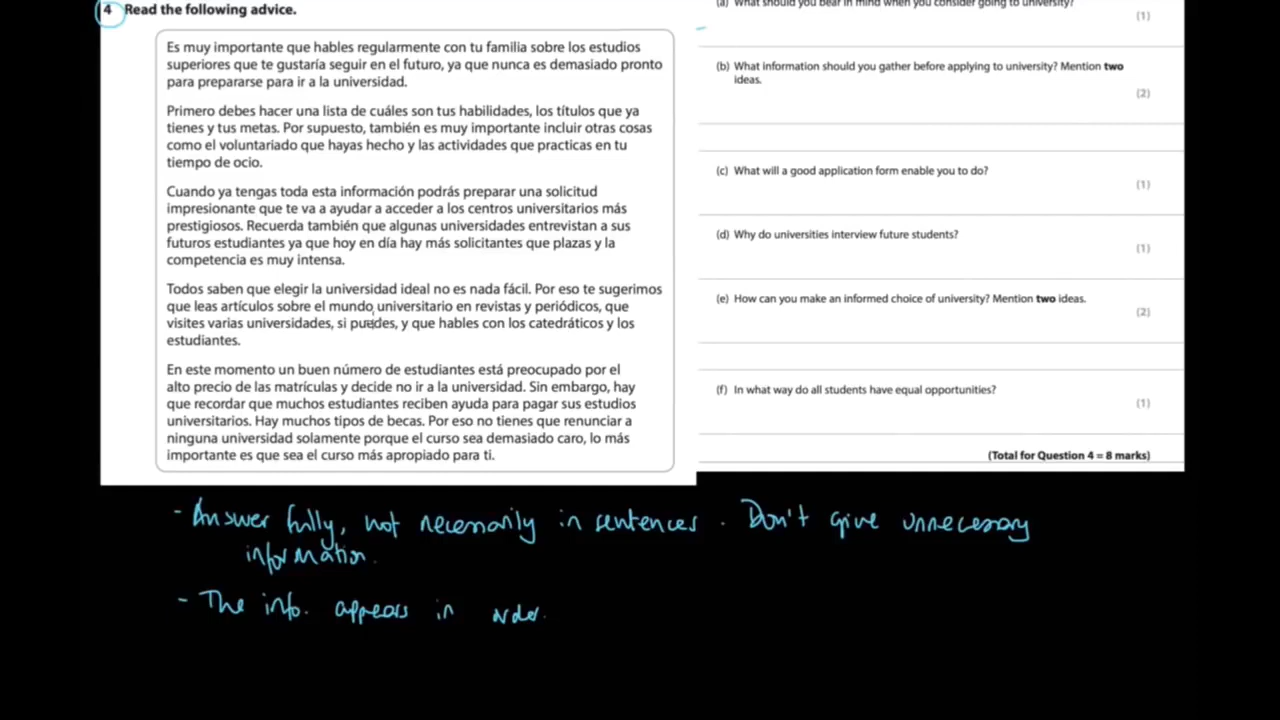 4 Read the following advice.
Es muy importante que hables regularmente con tu familia sobre los estudios
superiores que te gustaría seguir en el futuro, ya que nunca es demasiado pronto
para prepararse para ir a la universidad.
Primero debes hacer una lista de cuáles son tus habilidades, los títulos que ya
tienes y tus metas. Por supuesto, también es muy importante incluir otras cosas
como el voluntariado que hayas hecho y las actividades que practicas en tu
tiempo de ocio.
Cuando ya tengas toda esta información podrás preparar una solicitud
impresionante que te va a ayudar a acceder a los centros universitarios más
prestigiosos. Recuerda también que algunas universidades entrevistan a sus
futuros estudiantes ya que hoy en día hay más solicitantes que plazas y la
competencia es muy intensa.
Todos saben que elegir la universidad ideal no es nada fácil. Por eso te sugerimos
que leas artículos sobre el mundo universitario en revistas y periódicos, que
visites varias universidades, si puedes, y que hables con los catedráticos y los
estudiantes.
En este momento un buen número de estudiantes está preocupado por el
alto precio de las matrículas y decide no ir a la universidad. Sin embargo, hay
que recordar que muchos estudiantes reciben ayuda para pagar sus estudios
universitarios. Hay muchos tipos de becas. Por eso no tienes que renunciar a
ninguna universidad solamente porque el curso sea demasiado caro, lo más
importante es que sea el curso más apropiado para ti.
(a) What should you bear in mind when you consider going to university?
(1)
(b) What information should you gather before applying to university? Mention two
ideas.
(2)
(c) What will a good application form enable you to do?
(1)
(d) Why do universities interview future students?
(1)
(e) How can you make an informed choice of university? Mention two ideas.
(2)
(f) In what way do all students have equal opportunities?
(1)
(Total for Question 4 = 8 marks)
- Answer fully, not necessarily in sentences. Don't give unnecessary
information.
- The info. appears in order.